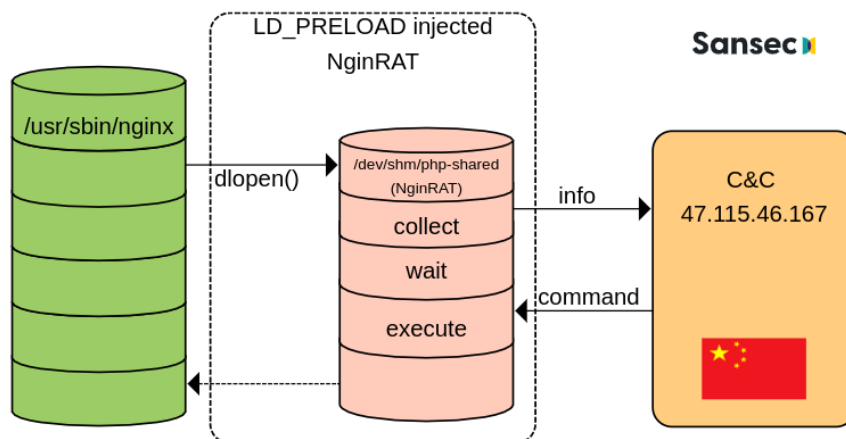 LD_PRELOAD injected
NginRAT
Sansec
/usr/sbin/nginx
dlopen()
/dev/shm/php-shared
(NginRAT)
collect
wait
execute
info
command
C&C
47.115.46.167